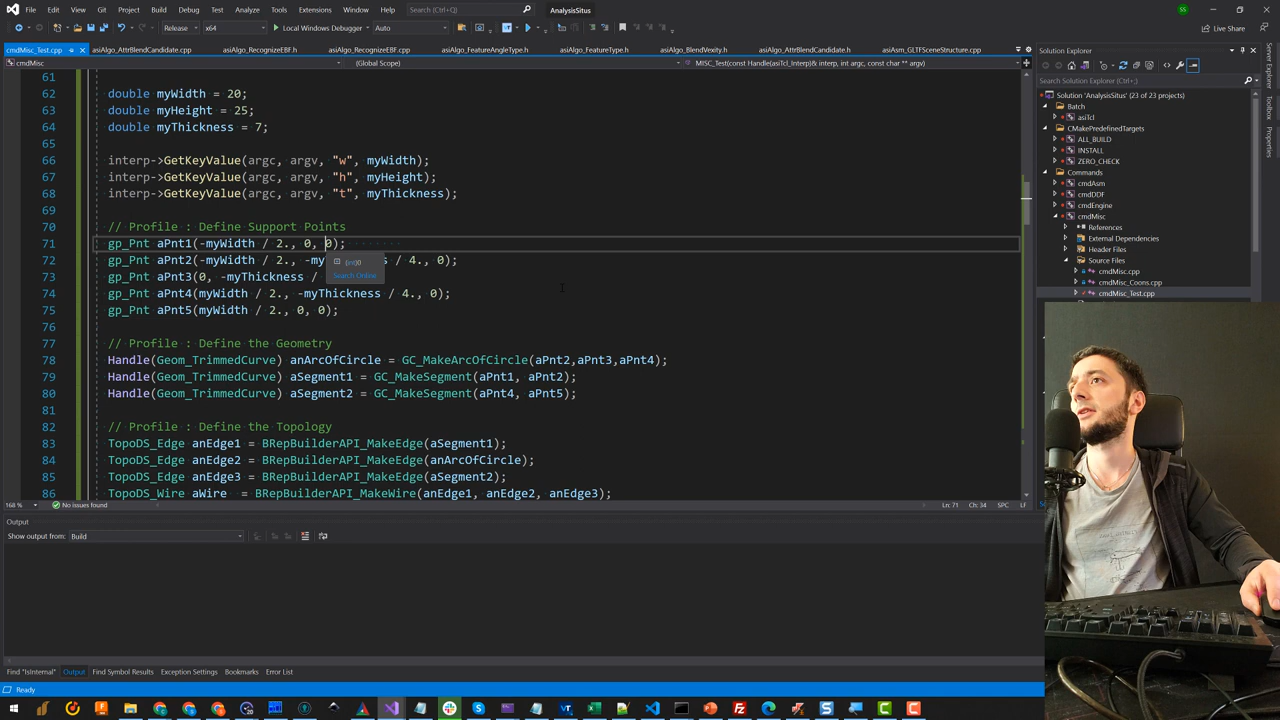 File Edit View Git Project Build Debug Test Analyze Tools Extensions Window Help Search (Ctrl+Q) AnalysisSitus SS
Release x64 Local Windows Debugger Auto Live Share
cmdMisc_Test.cpp asiAlgo_AttrBlendCandidate.cpp asiAlgo_RecognizeEBF.h asiAlgo_RecognizeEBF.cpp asiAlgo_FeatureAngleType.h asiAlgo_FeatureType.h asiAlgo_BlendVexity.h asiAlgo_AttrBlendCandidate.h asiAsm_GLTFSceneStructure.cpp
cmdMisc (Global Scope) MISC_Test(const Handle(asiTcl_Interp)& interp, int argc, const char ** argv)
61
62 double myWidth = 20;
63 double myHeight = 25;
64 double myThickness = 7;
65
66 interp->GetKeyValue(argc, argv, "w", myWidth);
67 interp->GetKeyValue(argc, argv, "h", myHeight);
68 interp->GetKeyValue(argc, argv, "t", myThickness);
69
70 // Profile : Define Support Points
71 gp_Pnt aPnt1(-myWidth / 2., 0, 0);
72 gp_Pnt aPnt2(-myWidth / 2., -my s / 4., 0);
73 gp_Pnt aPnt3(0, -myThickness /
74 gp_Pnt aPnt4(myWidth / 2., -myThickness / 4., 0);
75 gp_Pnt aPnt5(myWidth / 2., 0, 0);
(int)0
Search Online
76
77 // Profile : Define the Geometry
78 Handle(Geom_TrimmedCurve) anArcOfCircle = GC_MakeArcOfCircle(aPnt2,aPnt3,aPnt4);
79 Handle(Geom_TrimmedCurve) aSegment1 = GC_MakeSegment(aPnt1, aPnt2);
80 Handle(Geom_TrimmedCurve) aSegment2 = GC_MakeSegment(aPnt4, aPnt5);
81
82 // Profile : Define the Topology
83 TopoDS_Edge anEdge1 = BRepBuilderAPI_MakeEdge(aSegment1);
84 TopoDS_Edge anEdge2 = BRepBuilderAPI_MakeEdge(anArcOfCircle);
85 TopoDS_Edge anEdge3 = BRepBuilderAPI_MakeEdge(aSegment2);
86 TopoDS_Wire aWire = BRepBuilderAPI_MakeWire(anEdge1, anEdge2, anEdge3);
168 % No issues found Ln: 71 Ch: 34 SPC LF
Output
Show output from: Build
Find "IsInternal" Output Find Symbol Results Exception Settings Bookmarks Error List
Ready
Solution Explorer
Search Solution Explorer (Ctrl+;)
Solution 'AnalysisSitus' (23 of 23 projects)
Batch
asiTcl
CMakePredefinedTargets
ALL_BUILD
INSTALL
ZERO_CHECK
Commands
cmdAsm
cmdDDF
cmdEngine
cmdMisc
References
External Dependencies
Header Files
Source Files
cmdMisc.cpp
cmdMisc_Coons.cpp
cmdMisc_Test.cpp
Server Explorer
Toolbox
Properties